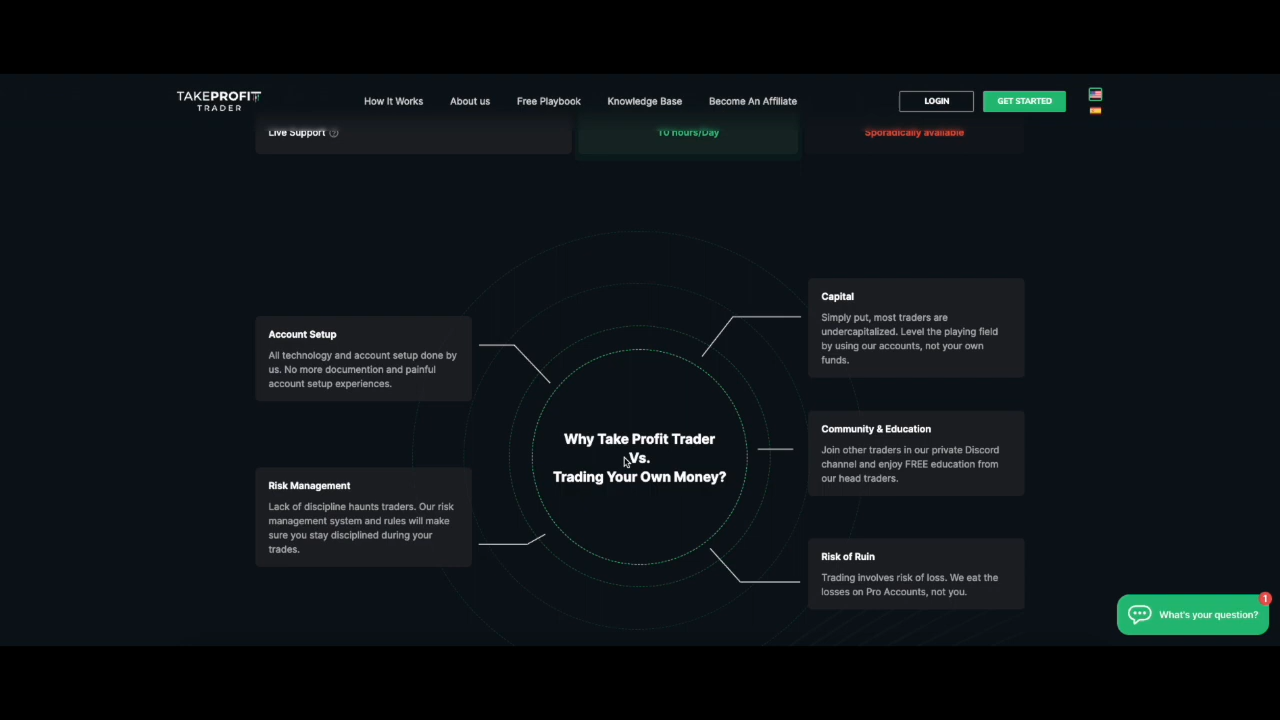 TAKEPROFIT
TRADER
How It Works
About us
Free Playbook
Knowledge Base
Become An Affiliate
LOGIN
GET STARTED
Live Support ?
10 hours/Day
Sporadically available
Account Setup
All technology and account setup done by
us. No more documention and painful
account setup experiences.
Risk Management
Lack of discipline haunts traders. Our risk
management system and rules will make
sure you stay disciplined during your
trades.
Why Take Profit Trader
Vs.
Trading Your Own Money?
Capital
Simply put, most traders are
undercapitalized. Level the playing field
by using our accounts, not your own
funds.
Community & Education
Join other traders in our private Discord
channel and enjoy FREE education from
our head traders.
Risk of Ruin
Trading involves risk of loss. We eat the
losses on Pro Accounts, not you.
1
What's your question?